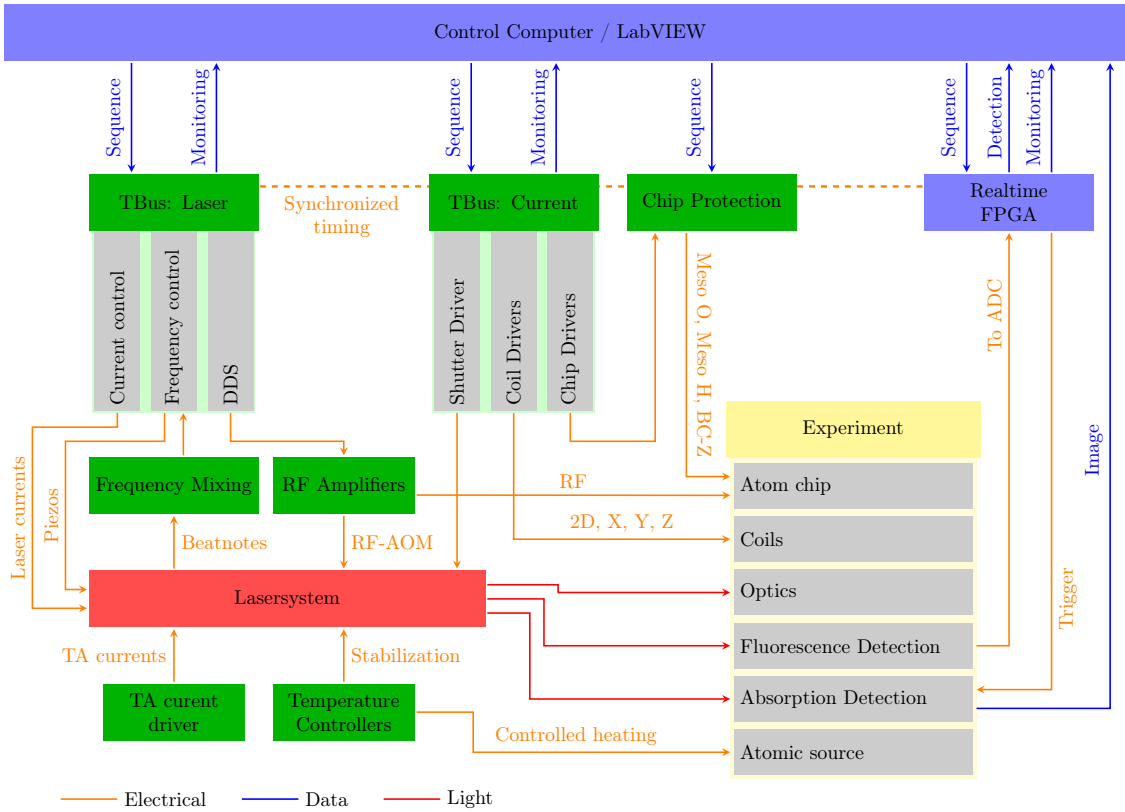 Control Computer / LabVIEW
Sequence
Monitoring
Sequence
Monitoring
Sequence
Sequence
Detection
Monitoring
TBus: Laser
Synchronized
timing
TBus: Current
Chip Protection
Realtime
FPGA
Current control
Frequency control
DDS
Shutter Driver
Coil Drivers
Chip Drivers
Meso O, Meso H, BC-Z
To ADC
Image
Experiment
Laser currents
Piezos
Frequency Mixing
RF Amplifiers
RF
Atom chip
2D, X, Y, Z
Coils
Beatnotes
RF-AOM
Lasersystem
Optics
Trigger
Fluorescence Detection
TA currents
Stabilization
Absorption Detection
TA curent
driver
Temperature
Controllers
Controlled heating
Atomic source
Electrical
Data
Light